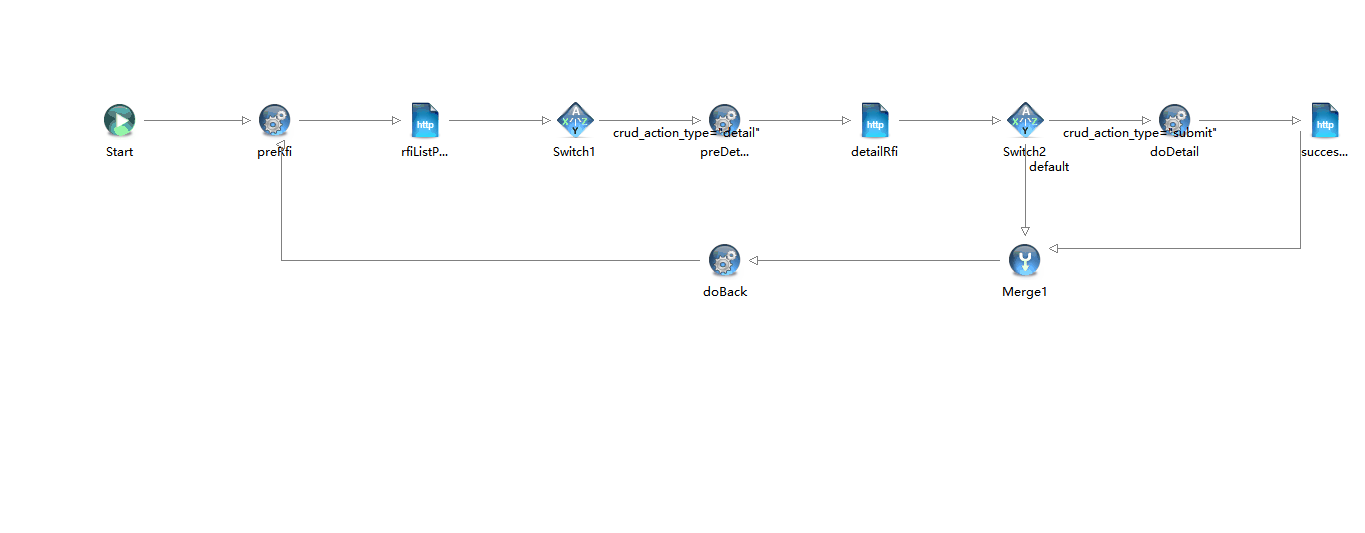 Start
preRfi
http
rfiListP...
A
X Z
Y
Switch1
crud_action_type="detail"
preDet...
http
detailRfi
A
X Z
Y
Switch2
default
crud_action_type="submit"
doDetail
http
succes...
doBack
Merge1